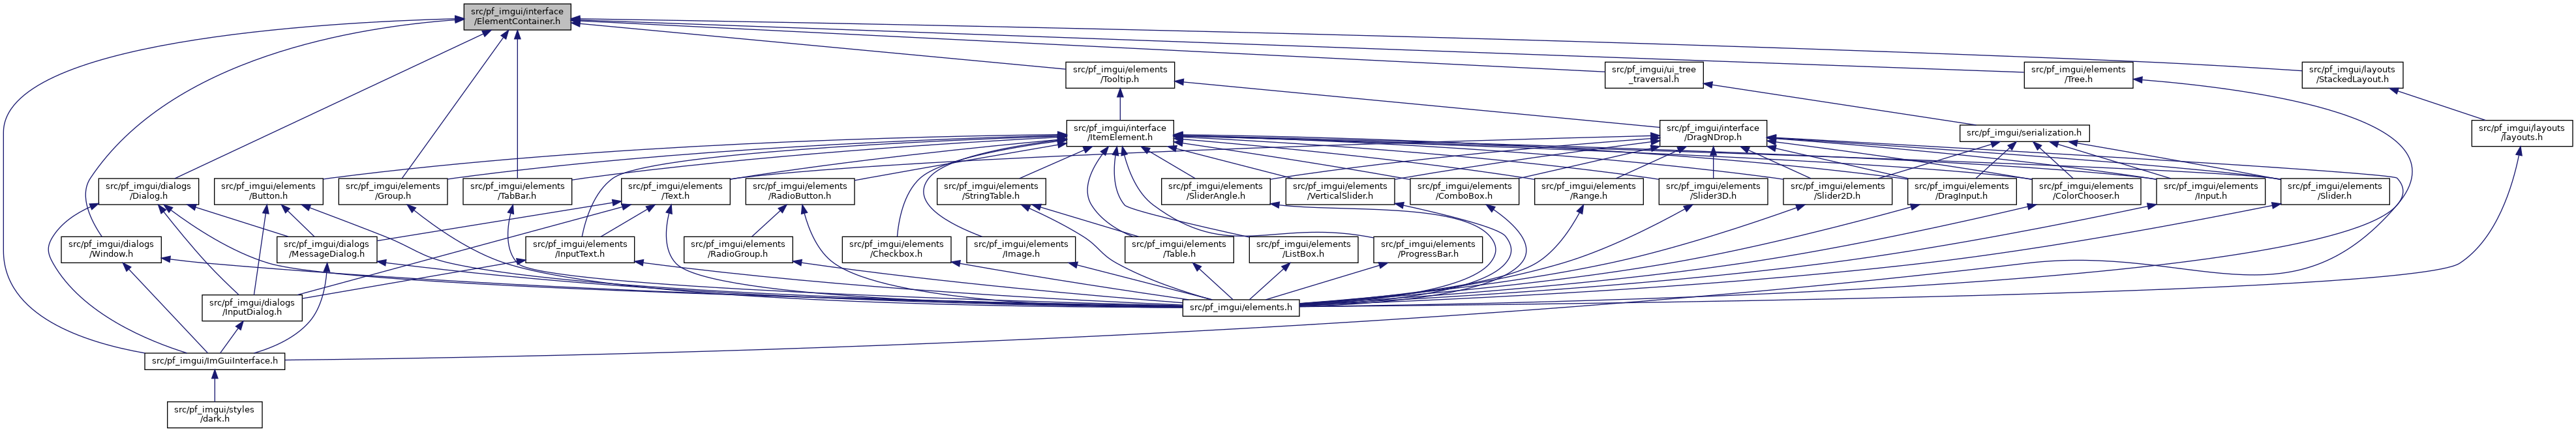 src/pf_imgui/interface
/ElementContainer.h
src/pf_imgui/elements
/Tooltip.h
src/pf_imgui/ui_tree
_traversal.h
src/pf_imgui/elements
/Tree.h
src/pf_imgui/layouts
/StackedLayout.h
src/pf_imgui/interface
/ItemElement.h
src/pf_imgui/interface
/DragNDrop.h
src/pf_imgui/serialization.h
src/pf_imgui/layouts
/layouts.h
src/pf_imgui/dialogs
/Dialog.h
src/pf_imgui/elements
/Button.h
src/pf_imgui/elements
/Group.h
src/pf_imgui/elements
/TabBar.h
src/pf_imgui/elements
/Text.h
src/pf_imgui/elements
/RadioButton.h
src/pf_imgui/elements
/StringTable.h
src/pf_imgui/elements
/SliderAngle.h
src/pf_imgui/elements
/VerticalSlider.h
src/pf_imgui/elements
/ComboBox.h
src/pf_imgui/elements
/Range.h
src/pf_imgui/elements
/Slider3D.h
src/pf_imgui/elements
/Slider2D.h
src/pf_imgui/elements
/DragInput.h
src/pf_imgui/elements
/ColorChooser.h
src/pf_imgui/elements
/Input.h
src/pf_imgui/elements
/Slider.h
src/pf_imgui/dialogs
/Window.h
src/pf_imgui/dialogs
/MessageDialog.h
src/pf_imgui/elements
/InputText.h
src/pf_imgui/elements
/RadioGroup.h
src/pf_imgui/elements
/Checkbox.h
src/pf_imgui/elements
/Image.h
src/pf_imgui/elements
/Table.h
src/pf_imgui/elements
/ListBox.h
src/pf_imgui/elements
/ProgressBar.h
src/pf_imgui/dialogs
/InputDialog.h
src/pf_imgui/elements.h
src/pf_imgui/ImGuiInterface.h
src/pf_imgui/styles
/dark.h